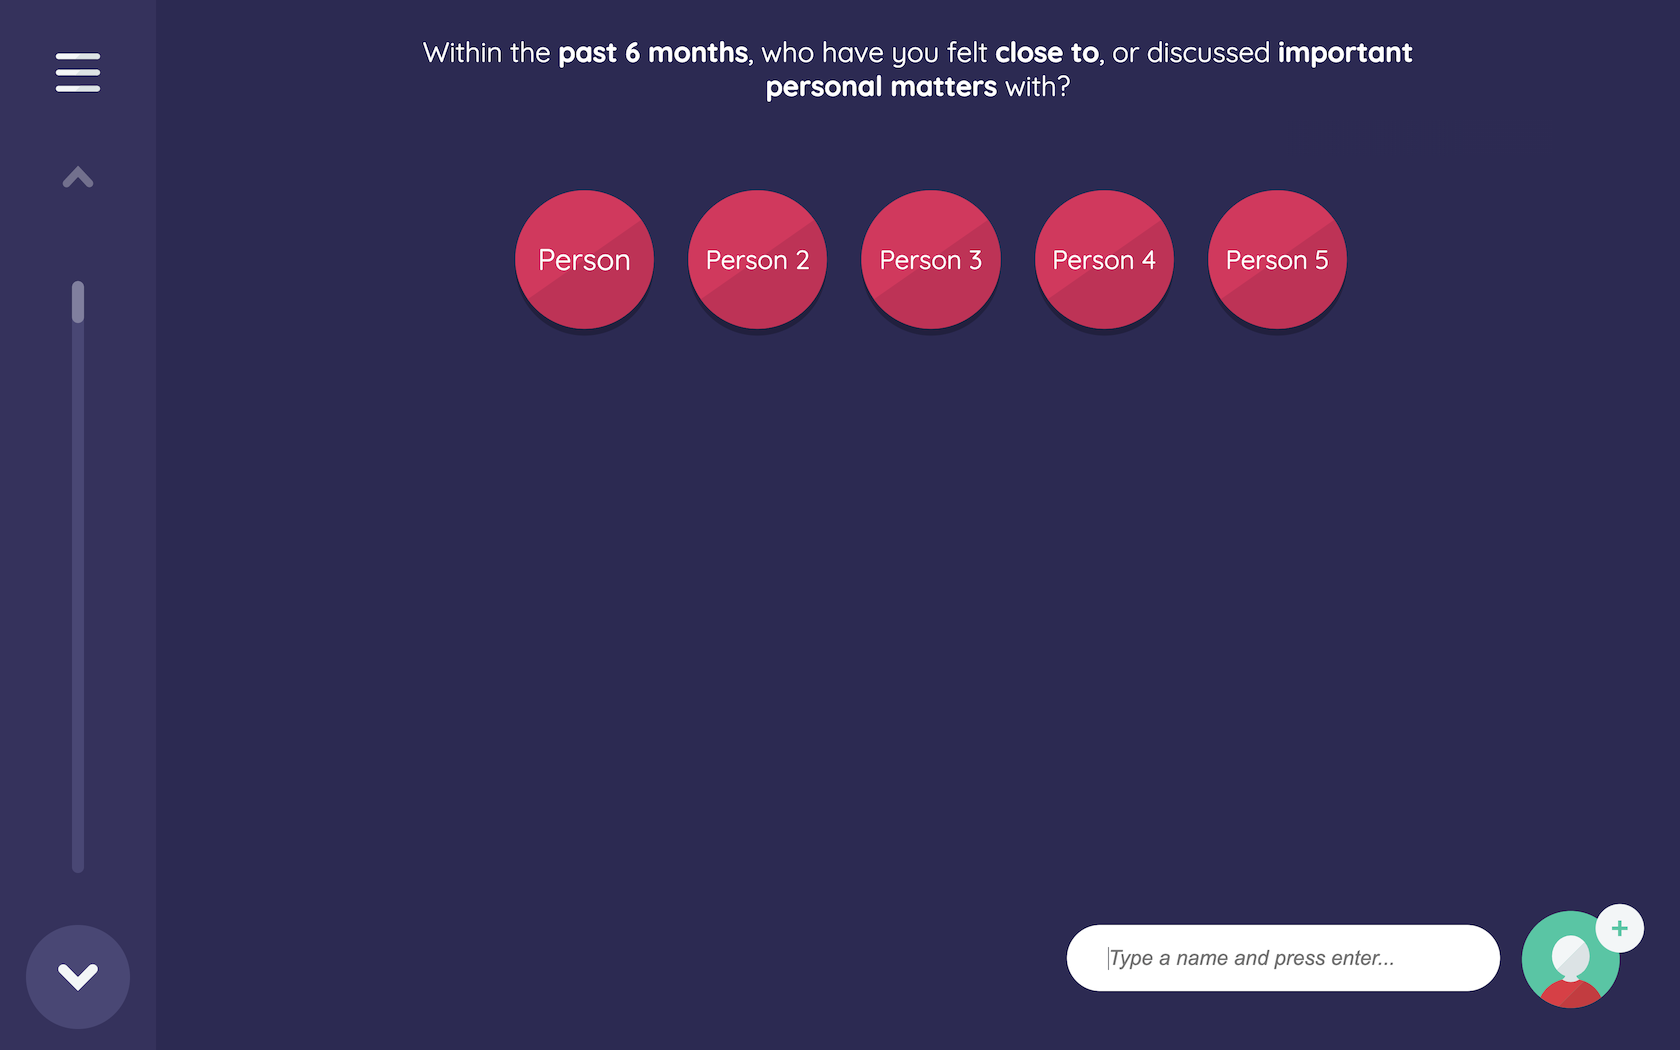 Within the past 6 months, who have you felt close to, or discussed important
personal matters with?
Person
Person 2
Person 3
Person 4
Person 5
Type a name and press enter...